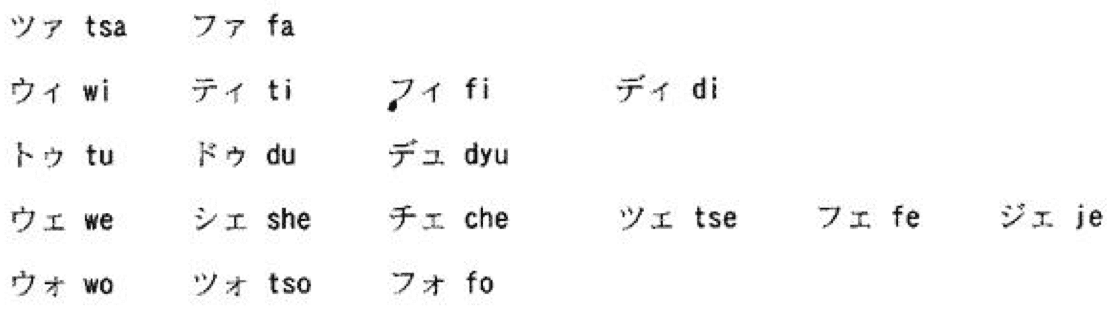 ツァ tsa ファ fa
ウィ wi ティ ti フィ fi ディ di
トゥ tu ドゥ du デュ dyu
ウェ we シェ she チェ che ツェ tse フェ fe ジェ je
ウォ wo ツォ tso フォ fo